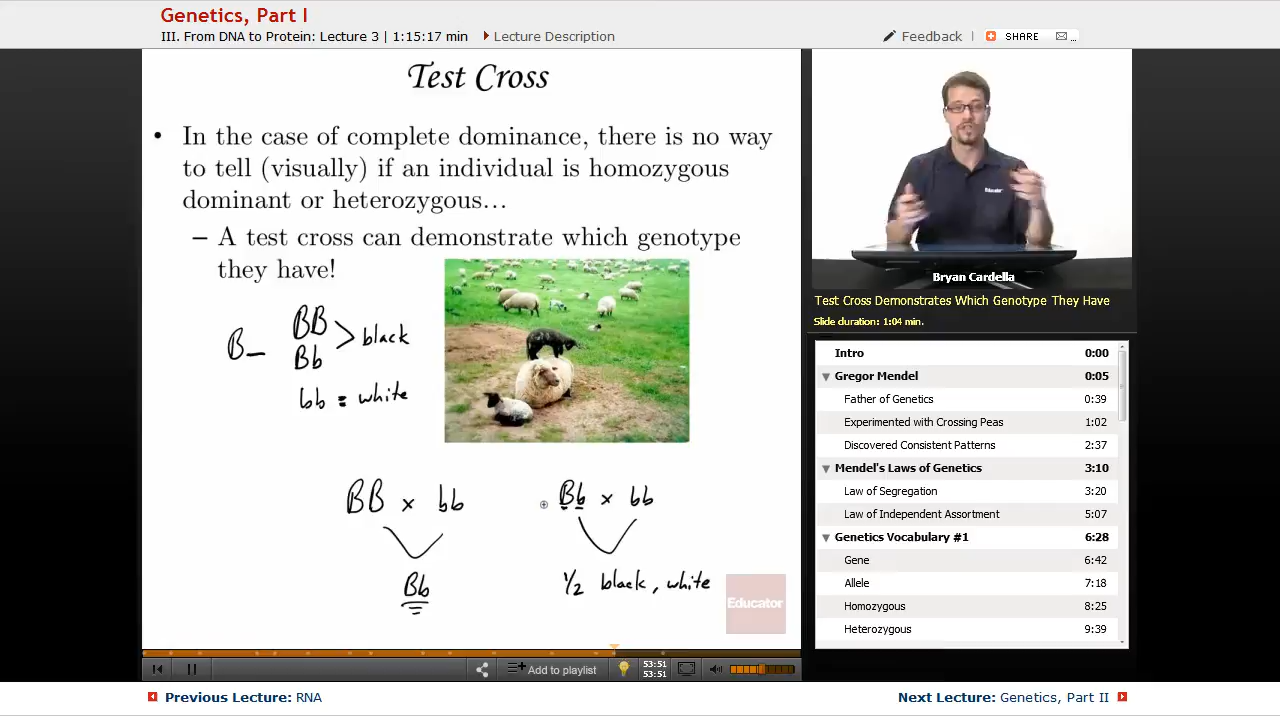 Genetics, Part I
III. From DNA to Protein: Lecture 3 | 1:15:17 min
Lecture Description
Feedback
SHARE
Test Cross
• In the case of complete dominance, there is no way
to tell (visually) if an individual is homozygous
dominant or heterozygous…
– A test cross can demonstrate which genotype
they have!
B_
BB
Bb
> black
bb = white
BB × bb
Bb
Bb × bb
1/2 black, white
Educator
Educator
Bryan Cardella
Test Cross Demonstrates Which Genotype They Have
Slide duration: 1:04 min.
Intro 0:00
Gregor Mendel 0:05
Father of Genetics 0:39
Experimented with Crossing Peas 1:02
Discovered Consistent Patterns 2:37
Mendel's Laws of Genetics 3:10
Law of Segregation 3:20
Law of Independent Assortment 5:07
Genetics Vocabulary #1 6:28
Gene 6:42
Allele 7:18
Homozygous 8:25
Heterozygous 9:39
Add to playlist
53:51
53:51
Previous Lecture: RNA
Next Lecture: Genetics, Part II